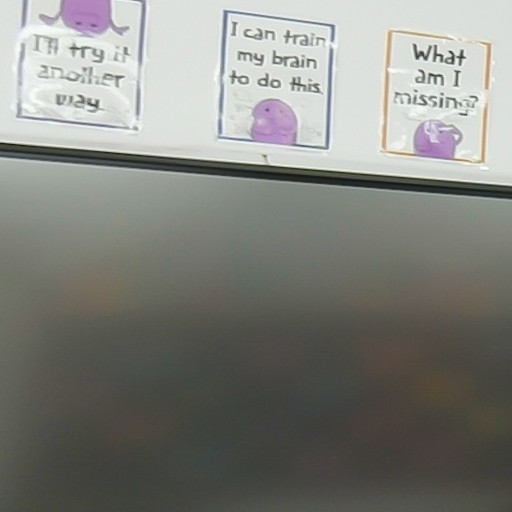 I'll try it
another
way.
I can train
my brain
to do this.
What
am I
missing?